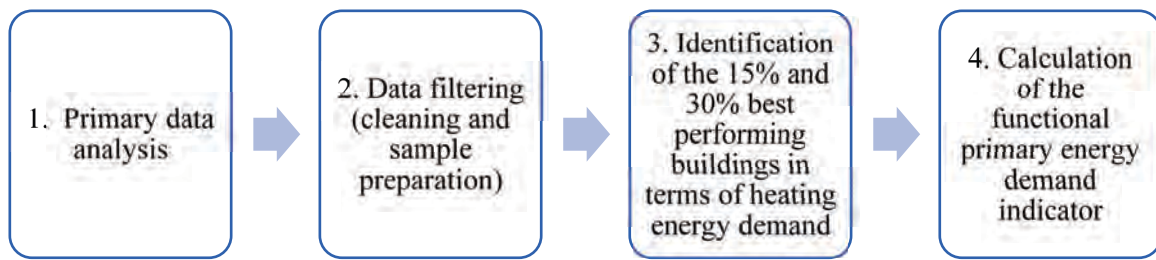 1. Primary data
analysis
2. Data filtering
(cleaning and
sample
preparation)
3. Identification
of the 15% and
30% best
performing
buildings in
terms of heating
energy demand
4. Calculation
of the
functional
primary energy
demand
indicator